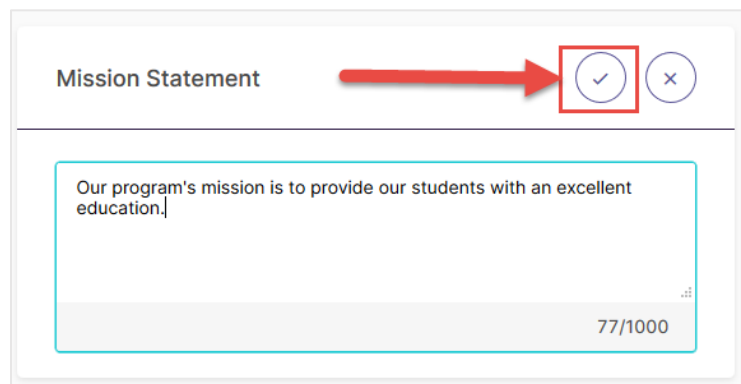 Mission Statement
Our program's mission is to provide our students with an excellent
education.
77/1000